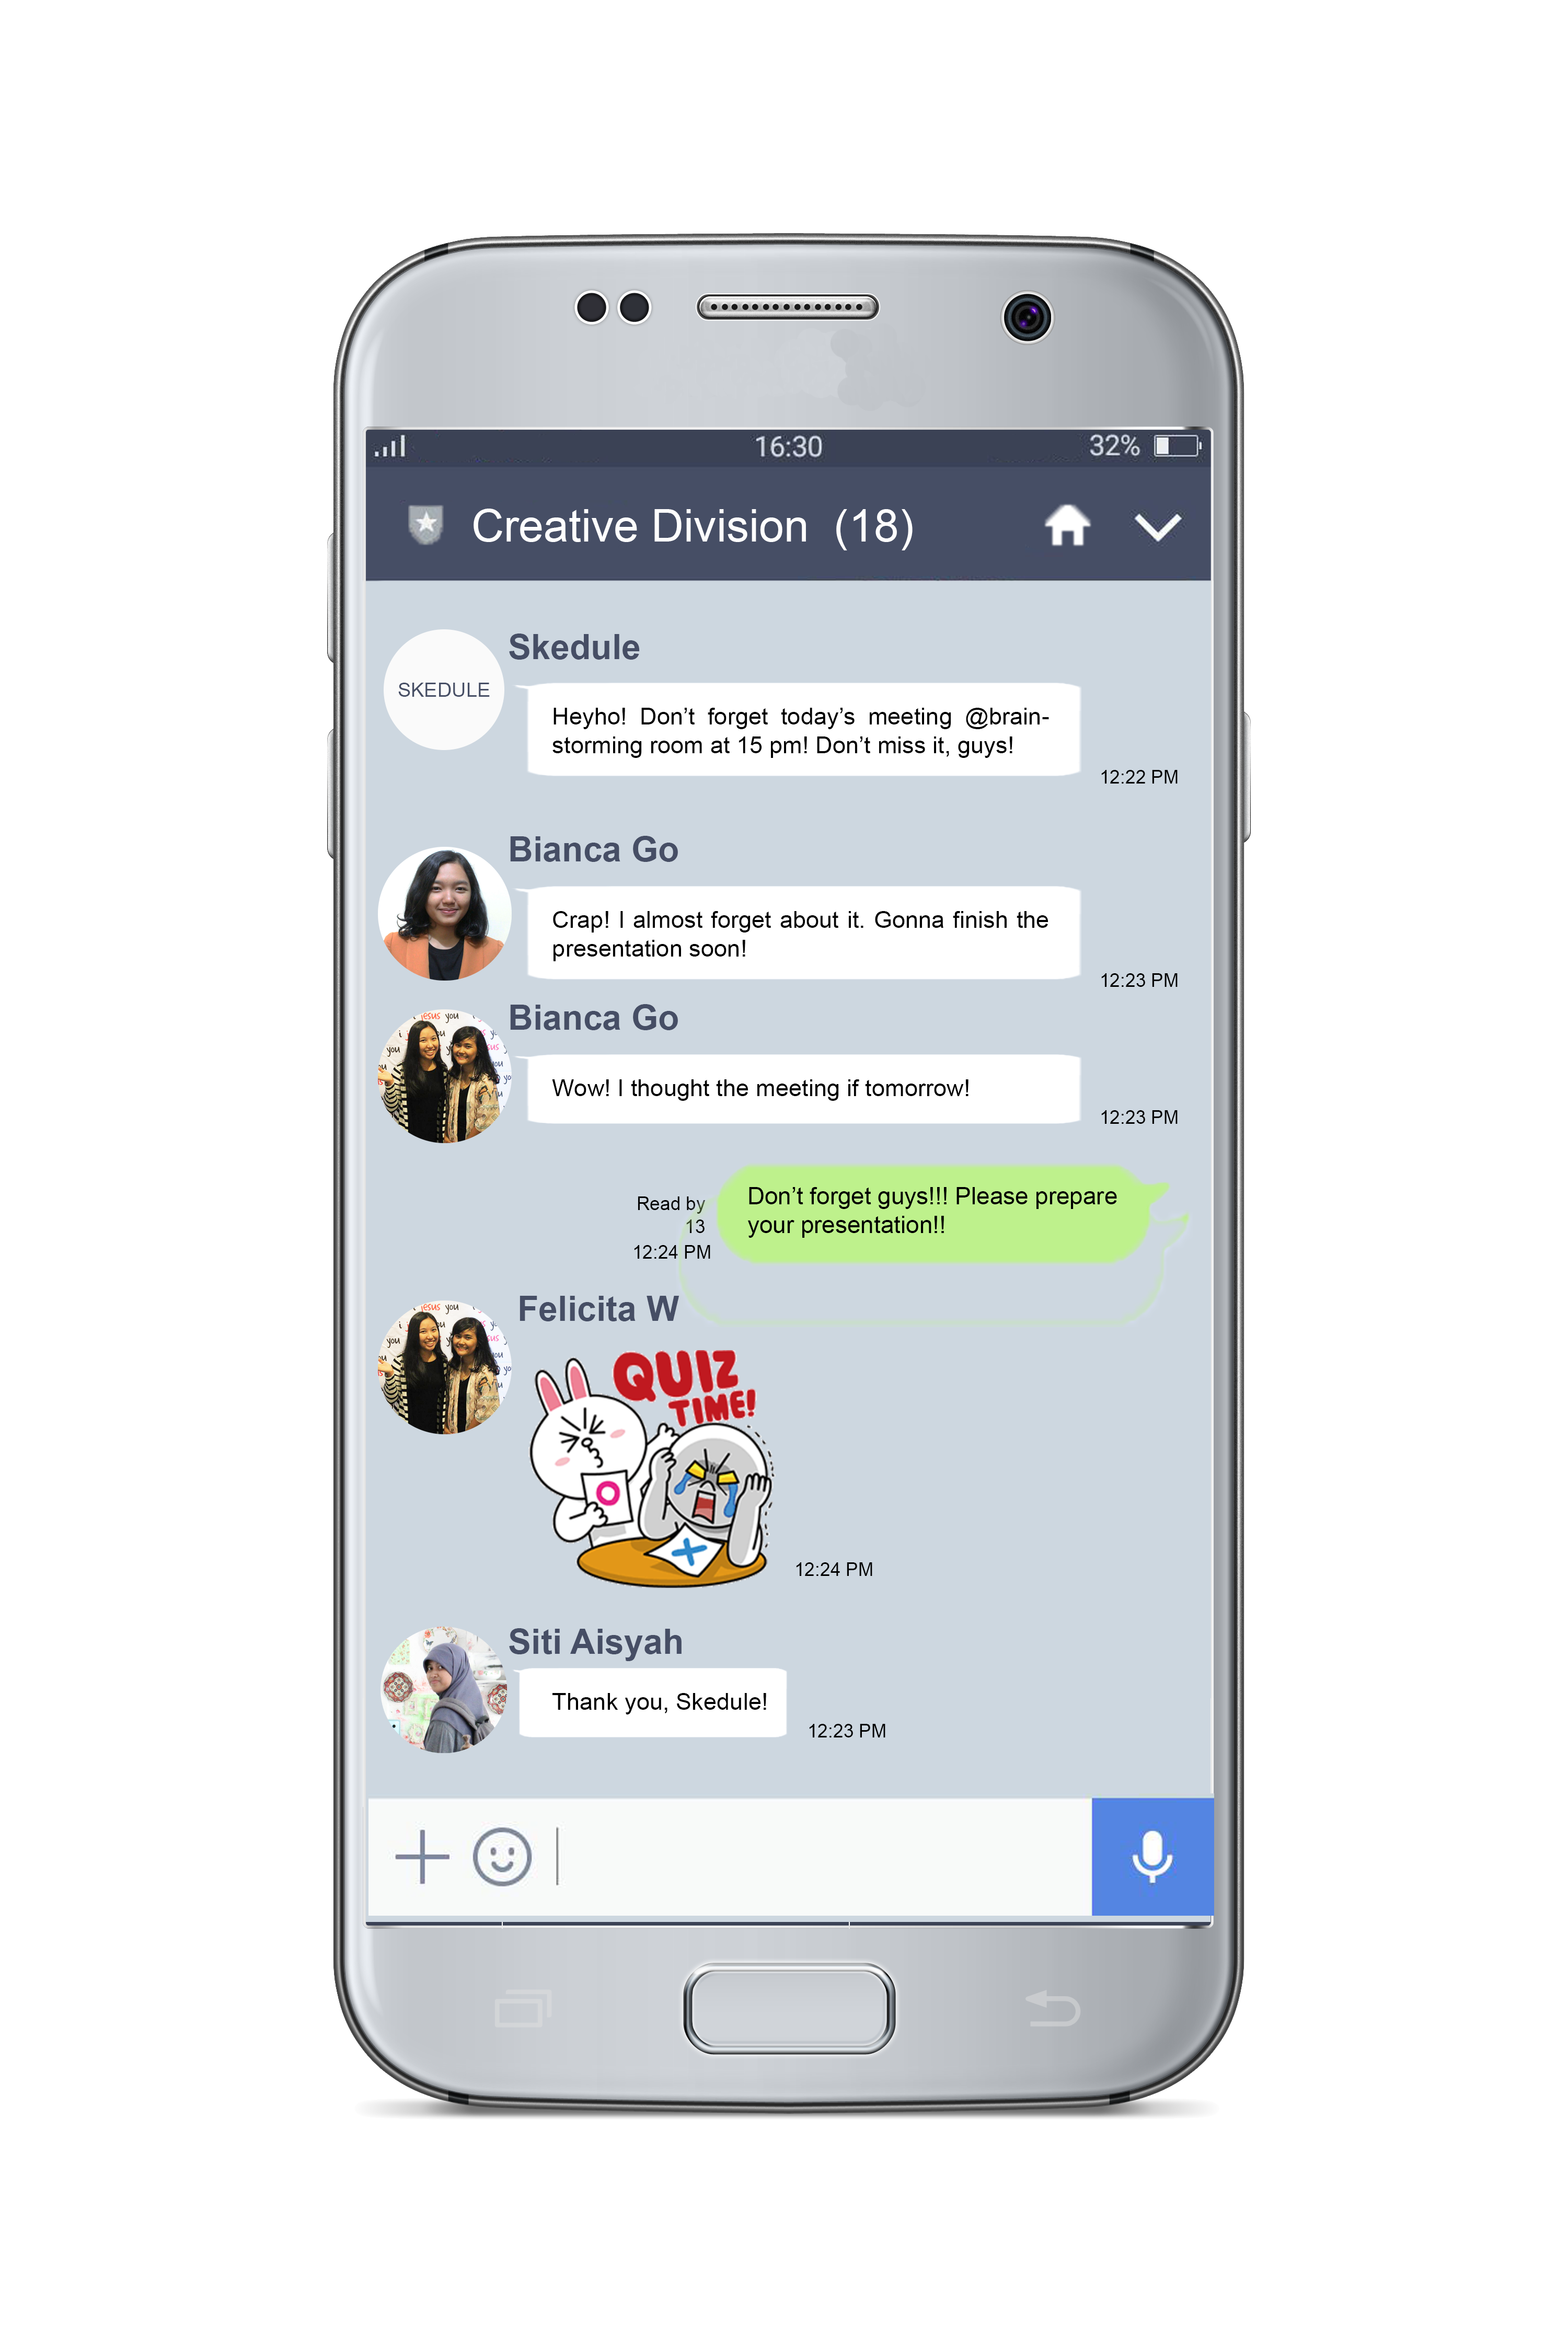 16:30 32%
Creative Division (18)
Skedule
SKEDULE
Heyho! Don't forget today's meeting @brain-
storming room at 15 pm! Don't miss it, guys!
12:22 PM
Bianca Go
Crap! I almost forget about it. Gonna finish the
presentation soon!
12:23 PM
Bianca Go
Wow! I thought the meeting if tomorrow!
12:23 PM
Don't forget guys!!! Please prepare
your presentation!!
Read by
13
12:24 PM
Felicita W
QUIZ
TIME!
12:24 PM
Siti Aisyah
Thank you, Skedule!
12:23 PM